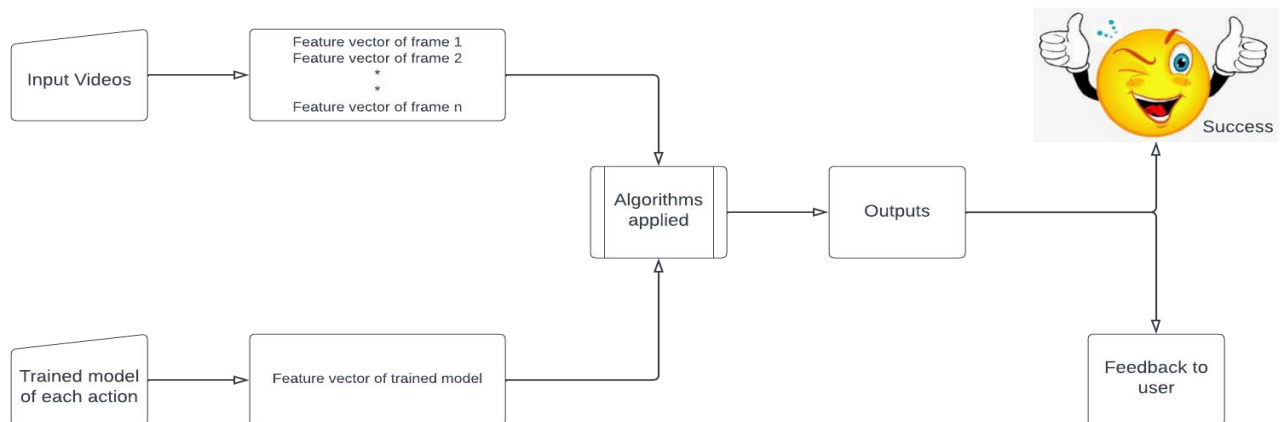 Input Videos
Feature vector of frame 1
Feature vector of frame 2
*
*
Feature vector of frame n
Success
Algorithms
applied
Outputs
Trained model
of each action
Feature vector of trained model
Feedback to
user